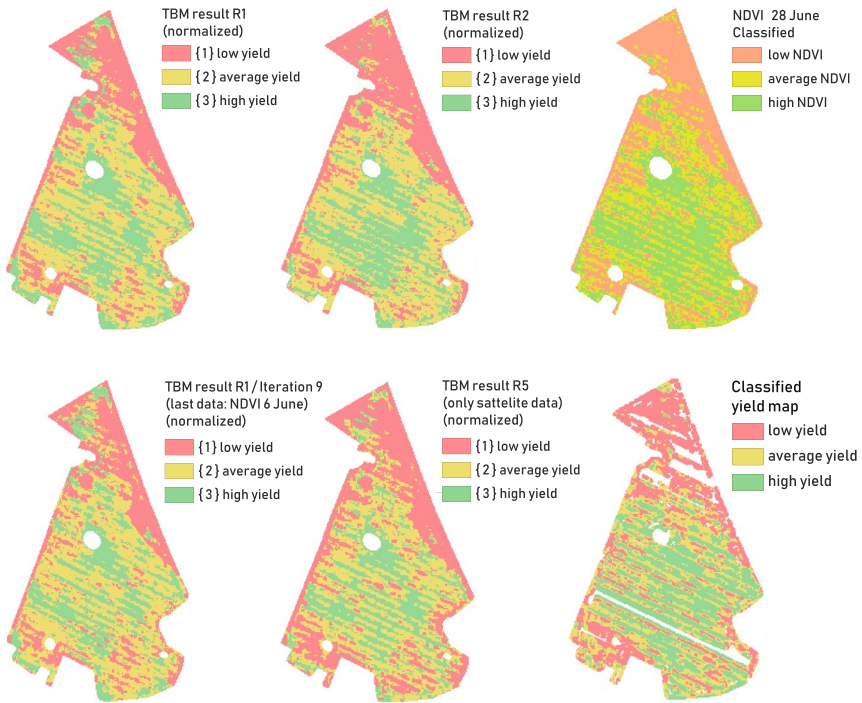 TBM result R1
(normalized)
{1} low yield
{2} average yield
{3} high yield
TBM result R2
(normalized)
{1} low yield
{2} average yield
{3} high yield
NDVI 28 June
Classified
low NDVI
average NDVI
high NDVI
TBM result R1 / Iteration 9
(last data: NDVI 6 June)
(normalized)
{1} low yield
{2} average yield
{3} high yield
TBM result R5
(only sattelite data)
(normalized)
{1} low yield
{2} average yield
{3} high yield
Classified
yield map
low yield
average yield
high yield